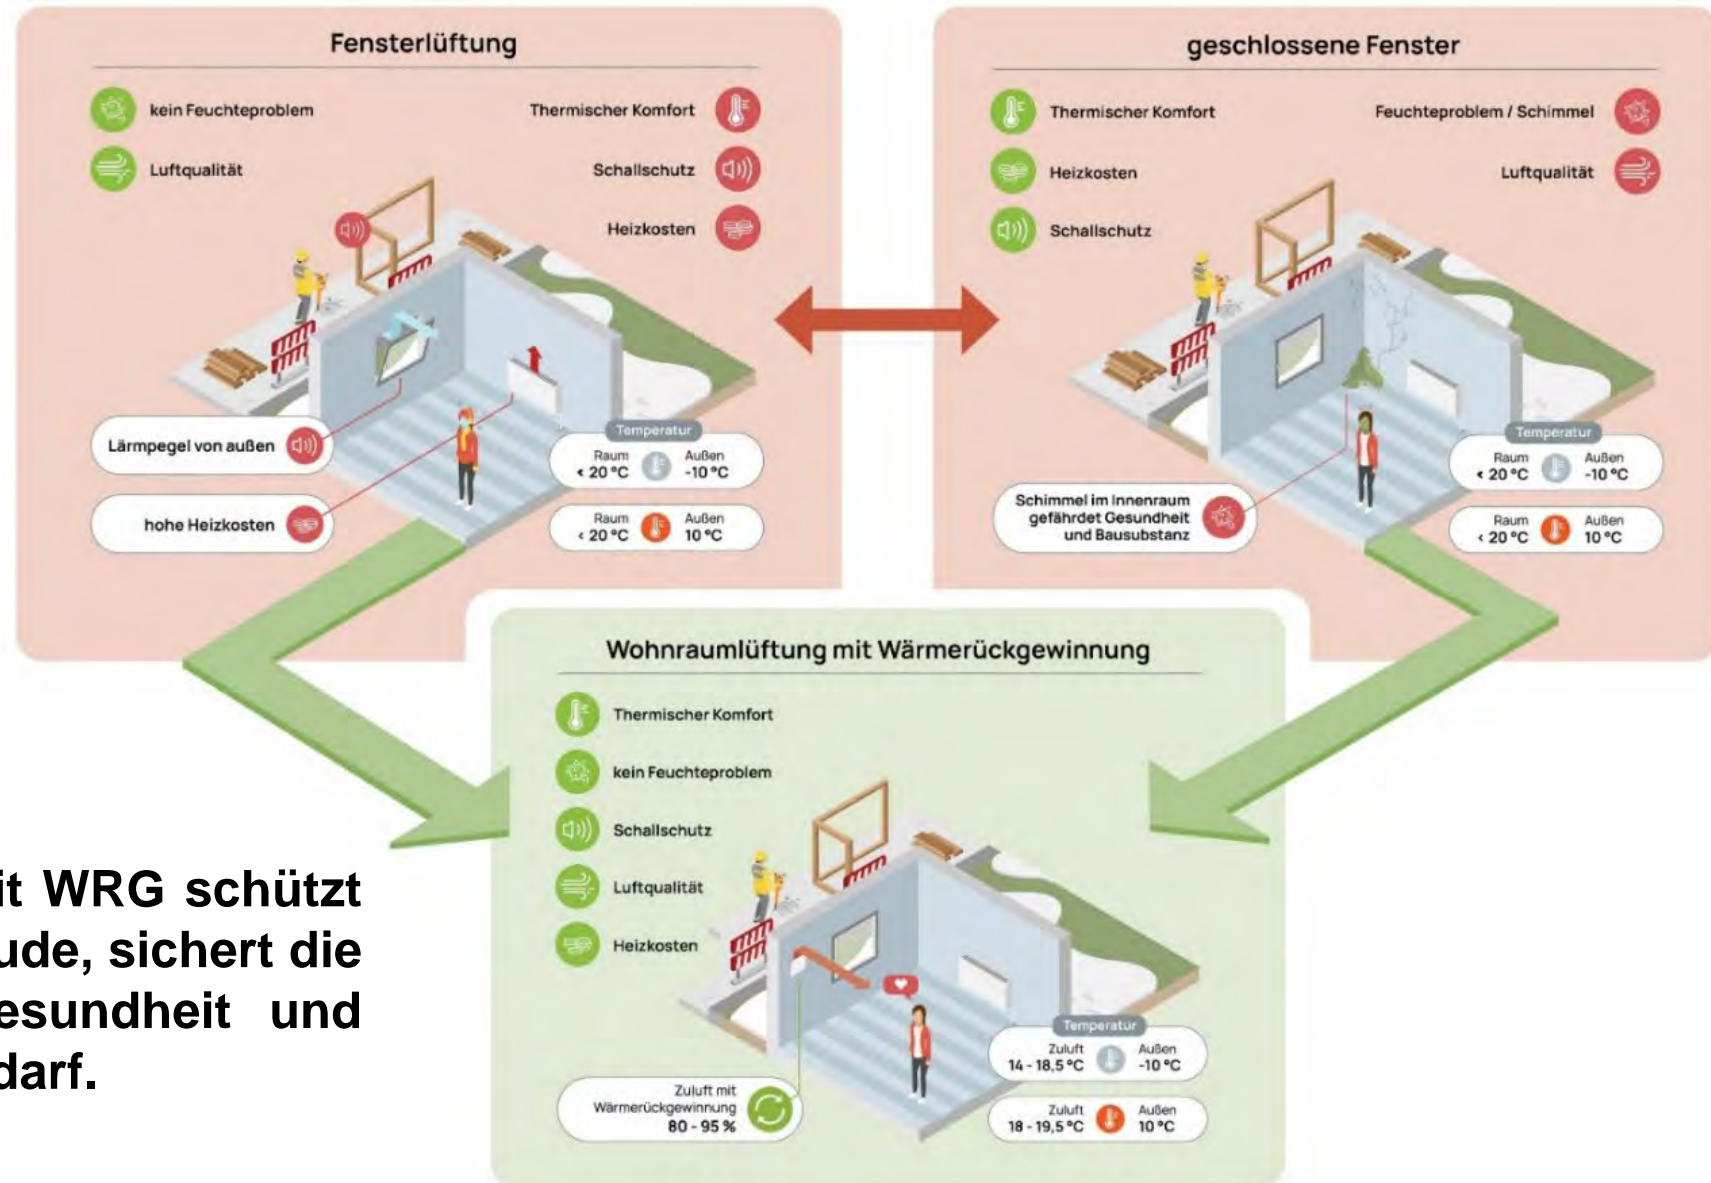 Fensterlüftung
kein Feuchteproblem
Luftqualität
Thermischer Komfort
Schallschutz
Heizkosten
Lärmpegel von außen
hohe Heizkosten
Temperatur
Raum Außen
< 20 °C -10 °C
Raum Außen
< 20 °C 10 °C
geschlossene Fenster
Thermischer Komfort
Heizkosten
Schallschutz
Feuchteproblem / Schimmel
Luftqualität
Schimmel im Innenraum
gefährdet Gesundheit
und Bausubstanz
Temperatur
Raum Außen
< 20 °C -10 °C
Raum Außen
< 20 °C 10 °C
Wohnraumlüftung mit Wärmerückgewinnung
Thermischer Komfort
kein Feuchteproblem
Schallschutz
Luftqualität
Heizkosten
Zuluft mit
Wärmerückgewinnung
80 - 95 %
Temperatur
Zuluft Außen
14 - 18,5 °C -10 °C
Zuluft Außen
18 - 19,5 °C 10 °C
it WRG schützt
ude, sichert die
esundheit und
darf.